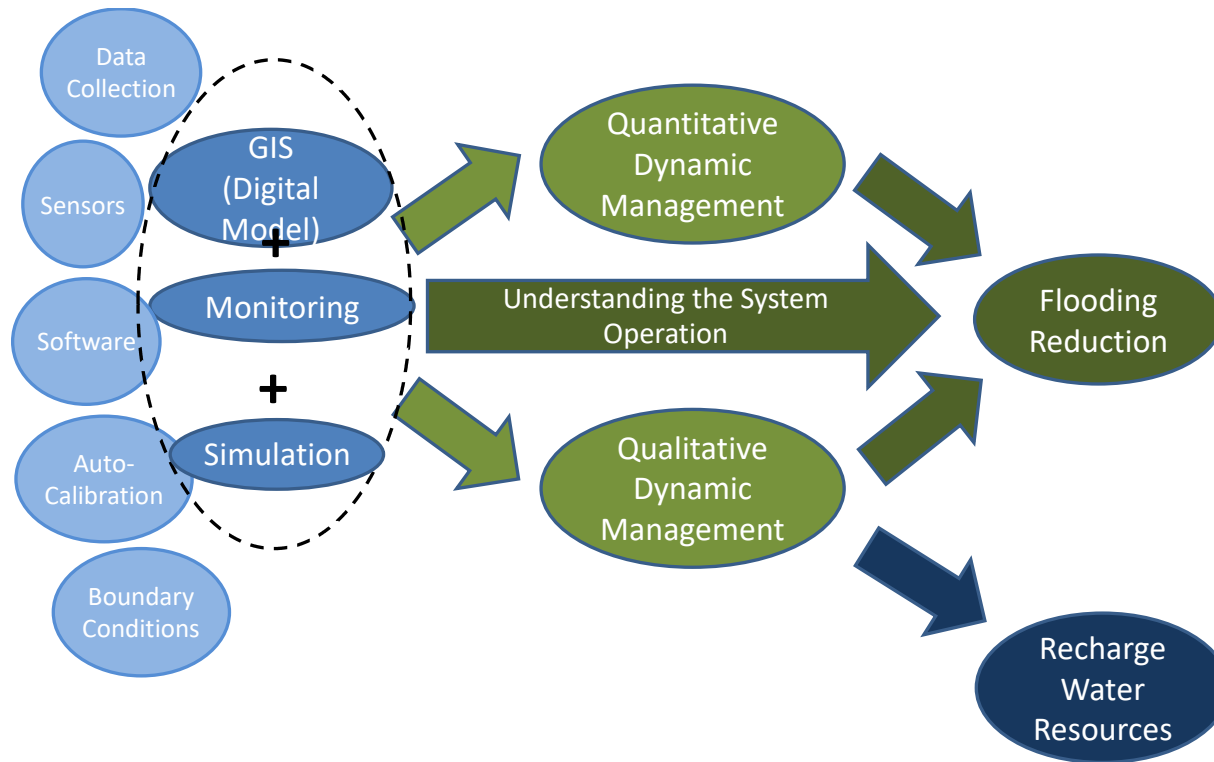 Data
Collection
Sensors
Software
Auto-
Calibration
Boundary
Conditions
GIS
(Digital
Model)
+
Monitoring
+
Simulation
Quantitative
Dynamic
Management
Understanding the System
Operation
Qualitative
Dynamic
Management
Flooding
Reduction
Recharge
Water
Resources